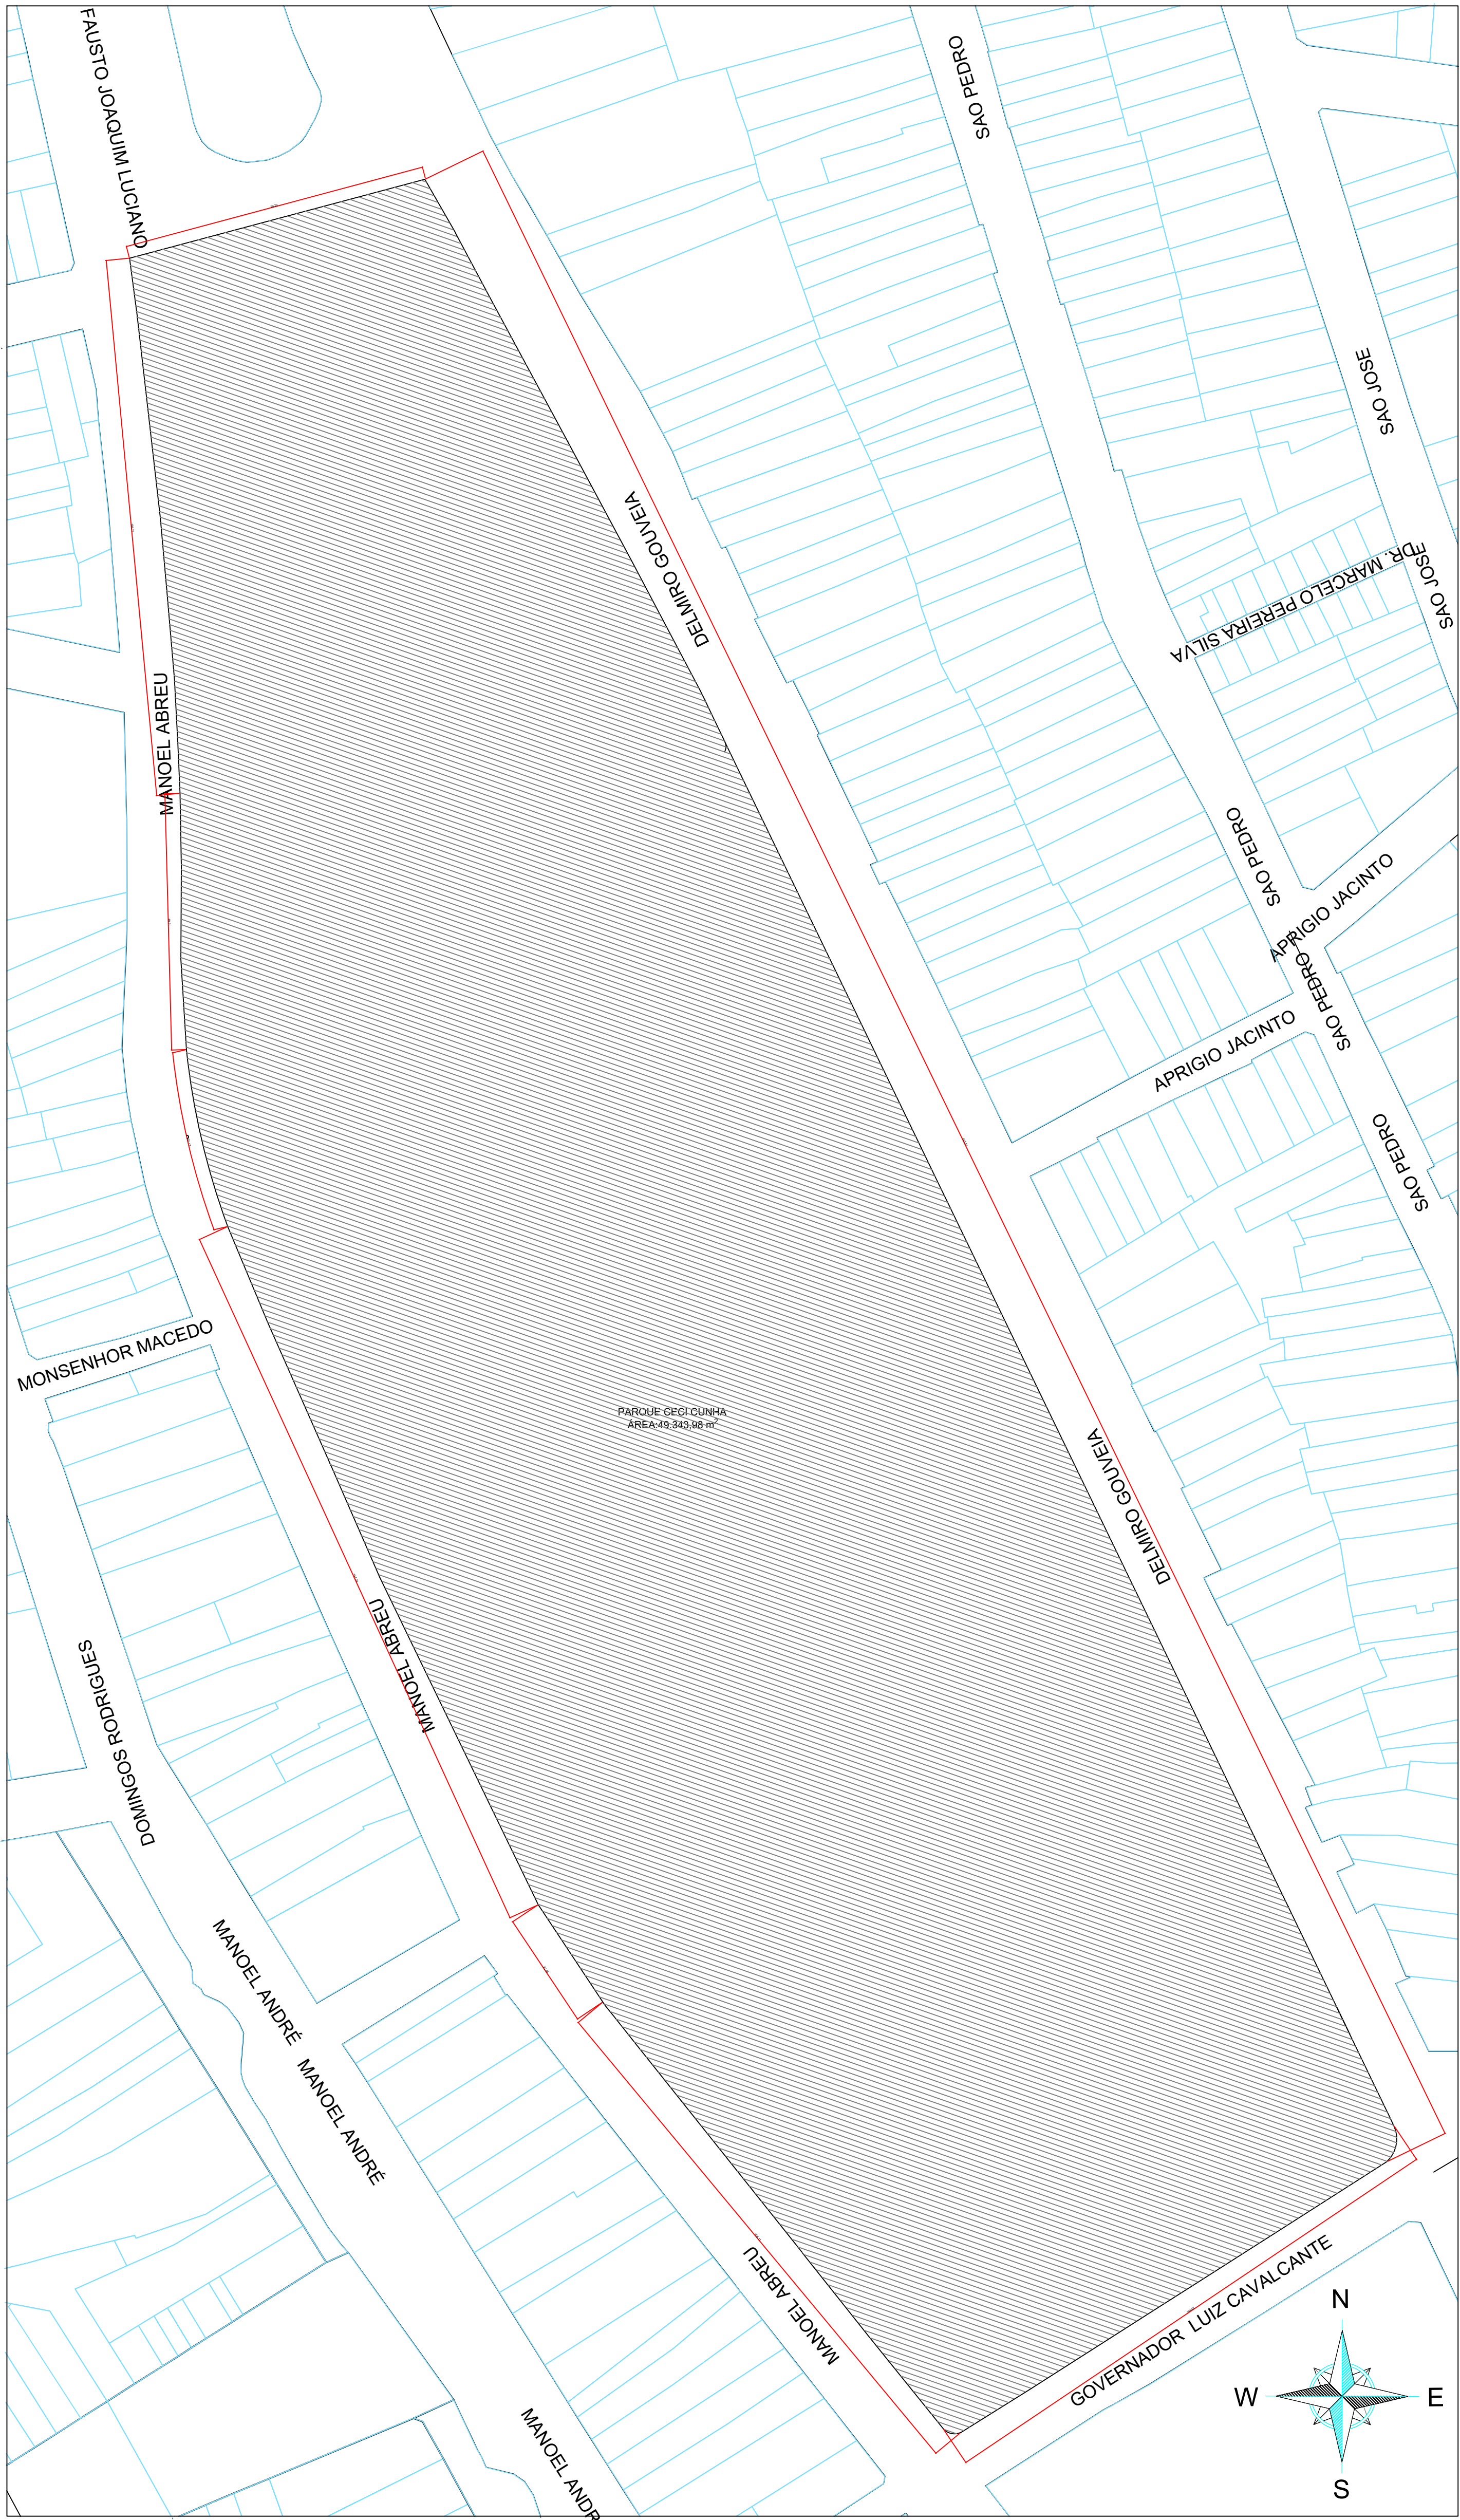 FAUSTO JOAQUIM LUCIANO
SAO PEDRO
SAO JOSE
DELMIRO GOUVEIA
DR. MARCELO PEREIRA SILVA
SAO JOSE
MANOEL ABREU
SAO PEDRO
APRIGIO JACINTO
SAO PEDRO
APRIGIO JACINTO
SAO PEDRO
MONSENHOR MACEDO
PARQUE CECI CUNHA
ÁREA:49.343,98 m²
DELMIRO GOUVEIA
MANOEL ABREU
DOMINGOS RODRIGUES
MANOEL ANDRÉ
MANOEL ANDRÉ
MANOEL ABREU
GOVERNADOR LUIZ CAVALCANTE
N
W
E
S
MANOEL ANDR